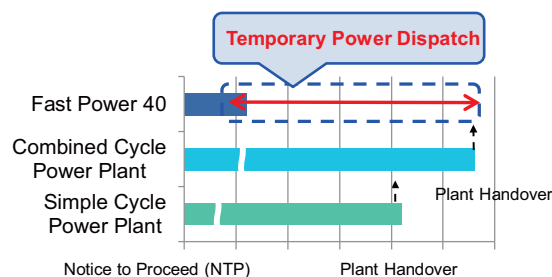 Temporary Power Dispatch
Fast Power 40
Combined Cycle
Power Plant
Plant Handover
Simple Cycle
Power Plant
Notice to Proceed (NTP)
Plant Handover